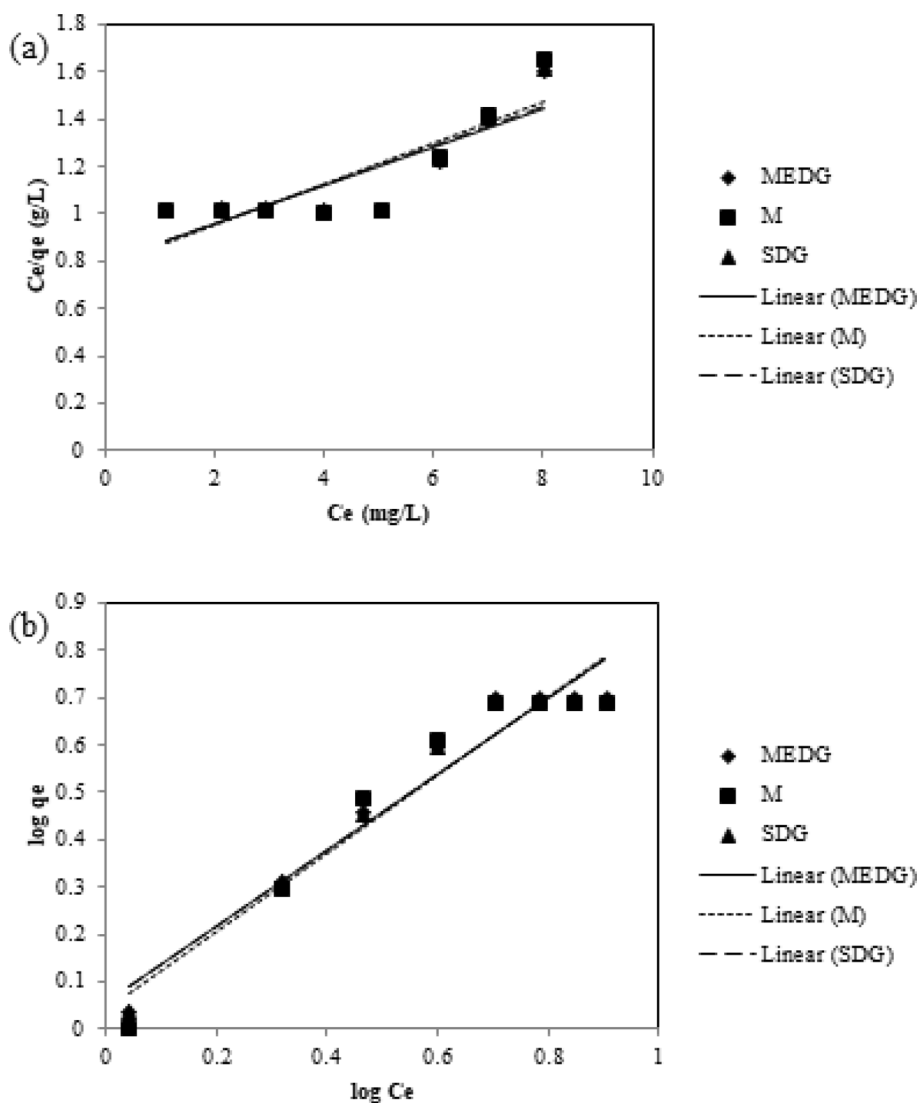 (a)
Ce/qe (g/L)
1.8
1.6
1.4
1.2
1
0.8
0.6
0.4
0.2
0
0 2 4 6 8 10
Ce (mg/L)
MEDG
M
SDG
Linear (MEDG)
Linear (M)
Linear (SDG)
(b)
log qe
0.9
0.8
0.7
0.6
0.5
0.4
0.3
0.2
0.1
0
0 0.2 0.4 0.6 0.8 1
log Ce
MEDG
M
SDG
Linear (MEDG)
Linear (M)
Linear (SDG)